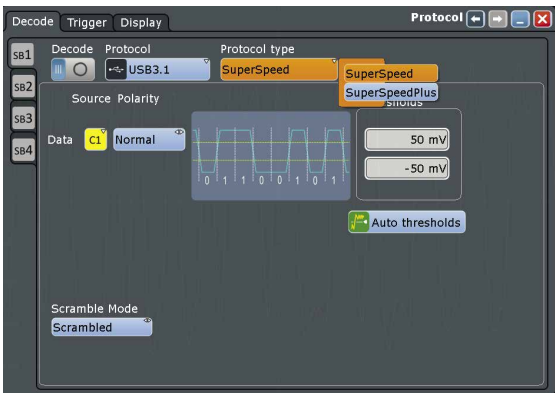 Decode Trigger Display Protocol
SB1 Decode Protocol Protocol type
USB3.1 SuperSpeed SuperSpeed
SB2 SuperSpeedPlus
Source Polarity
SB3
Data C1 Normal 50 mV
SB4
-50 mV
0 1 1 0 0 1 0 1
Auto thresholds
Scramble Mode
Scrambled